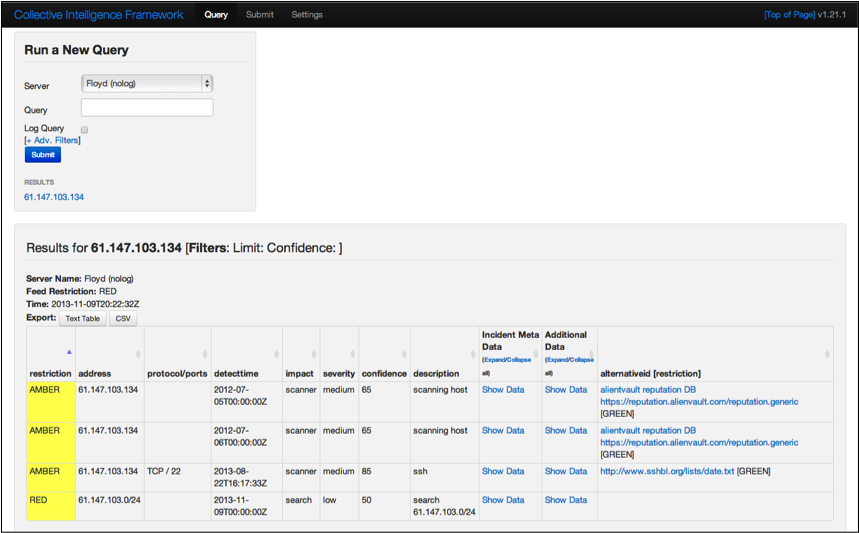 Collective Intelligence Framework Query Submit Settings [Top of Page] v1.21.1
Run a New Query
Server Floyd (nolog)
Query
Log Query
[+ Adv. Filters]
Submit
RESULTS
61.147.103.134
Results for 61.147.103.134 [Filters: Limit: Confidence: ]
Server Name: Floyd (nolog)
Feed Restriction: RED
Time: 2013-11-09T20:22:32Z
Export: Text Table CSV
Incident Meta Additional
Data Data
(Expand/Collapse (Expand/Collapse
restriction address protocol/ports detecttime impact severity confidence description all) all) alternativeid [restriction]
AMBER 61.147.103.134 2012-07- scanner medium 65 scanning host Show Data Show Data alientvault reputation DB
05T00:00:00Z https://reputation.alienvault.com/reputation.generic
[GREEN]
AMBER 61.147.103.134 2012-07- scanner medium 65 scanning host Show Data Show Data alientvault reputation DB
06T00:00:00Z https://reputation.alienvault.com/reputation.generic
[GREEN]
AMBER 61.147.103.134 TCP / 22 2013-08- scanner medium 85 ssh Show Data Show Data http://www.sshbl.org/lists/date.txt [GREEN]
22T16:17:33Z
RED 61.147.103.0/24 2013-11- search low 50 search Show Data Show Data
09T00:00:00Z 61.147.103.0/24